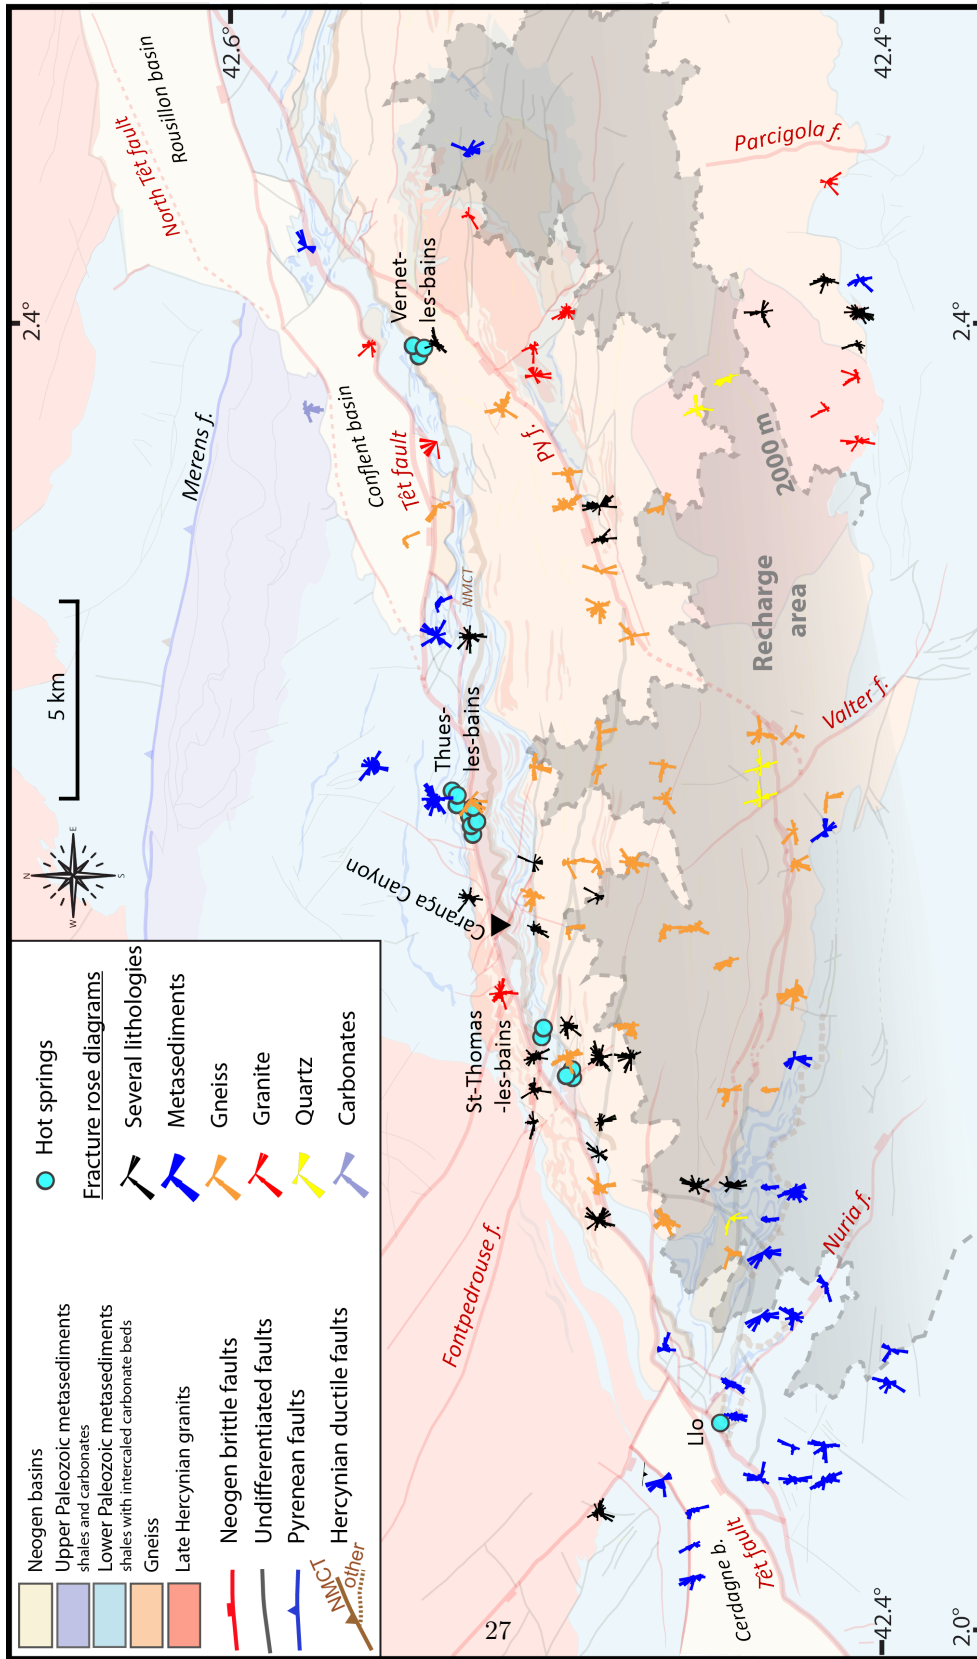 Neogen basins
Upper Paleozoic metasediments
shales and carbonates
Lower Paleozoic metasediments
shales with intercaled carbonate beds
Gneiss
Late Hercynian granits
Neogen brittle faults
Undifferentiated faults
Pyrenean faults
Hercynian ductile faults
NMCT
other
Hot springs
Fracture rose diagrams
Several lithologies
Metasediments
Gneiss
Granite
Quartz
Carbonates
N
E
S
W
5 km
2.4°
42.6°
42.4°
2.4°
42.4°
2.0°
Merens f.
North Têt fault
Rousillon basin
Conflent basin
Têt fault
Vernet-
les-bains
NMCT
Thues-
les-bains
Carança Canyon
St-Thomas
-les-bains
Fontpedrouse f.
Py f.
Parcigola f.
2000 m
Recharge
area
Valter f.
Nuria f.
Llo
Cerdagne b.
Têt fault
27